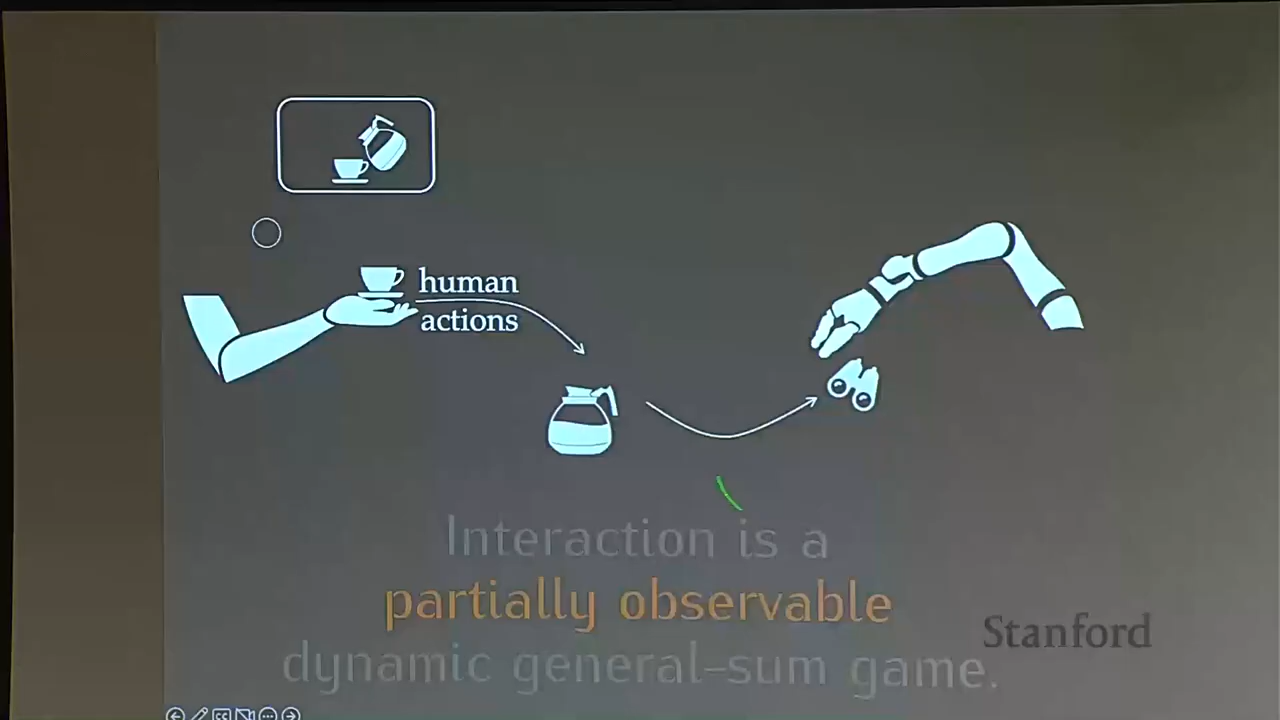 human
actions
Interaction is a
partially observable
dynamic general-sum game.
Stanford